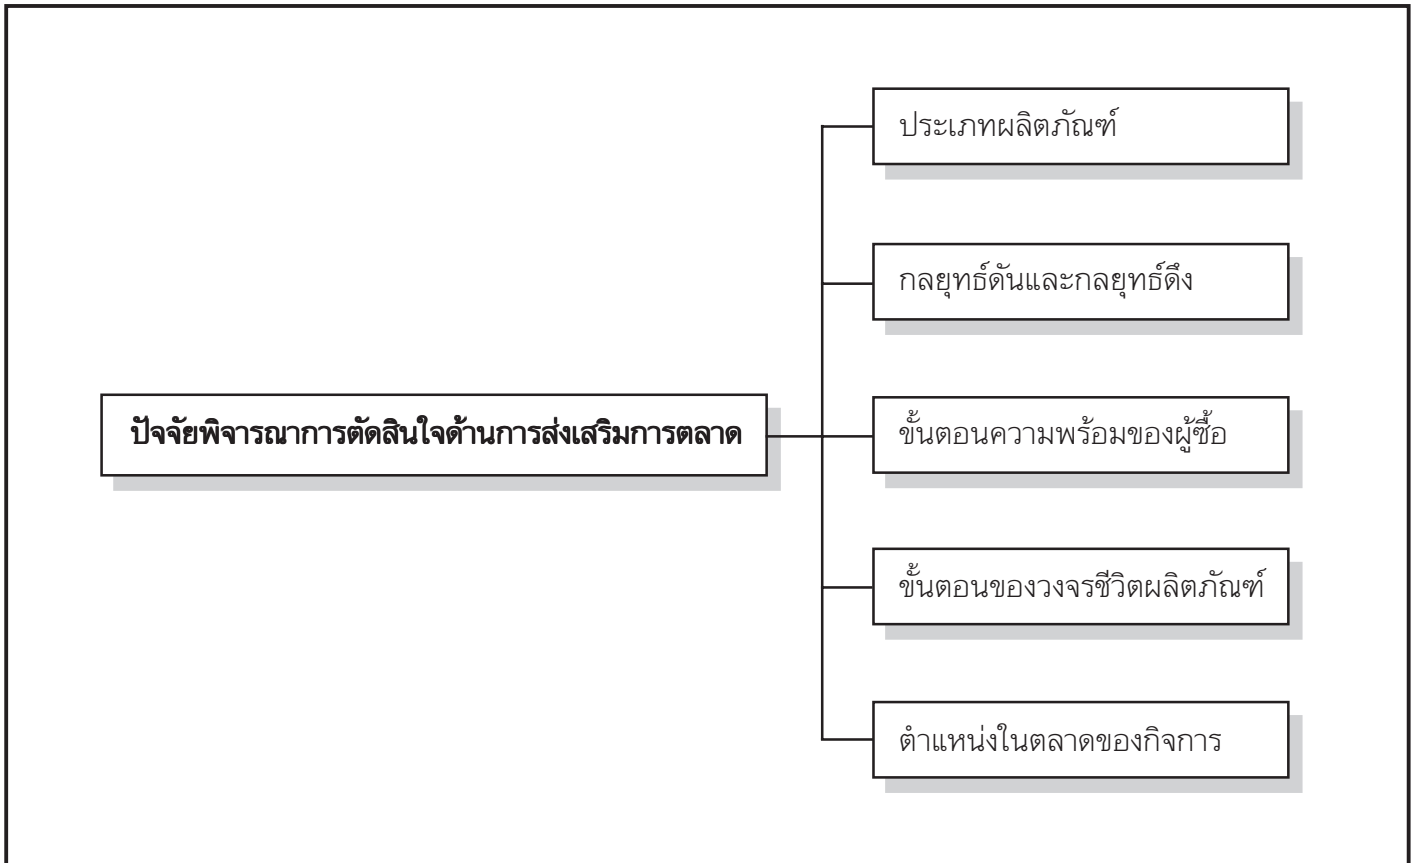 ประเภทผลิตภัณฑ์
กลยุทธ์ดันและกลยุทธ์ดึง
ปัจจัยพิจารณาการตัดสินใจด้านการส่งเสริมการตลาด
ขั้นตอนความพร้อมของผู้ซื้อ
ขั้นตอนของวงจรชีวิตผลิตภัณฑ์
ตำแหน่งในตลาดของกิจการ